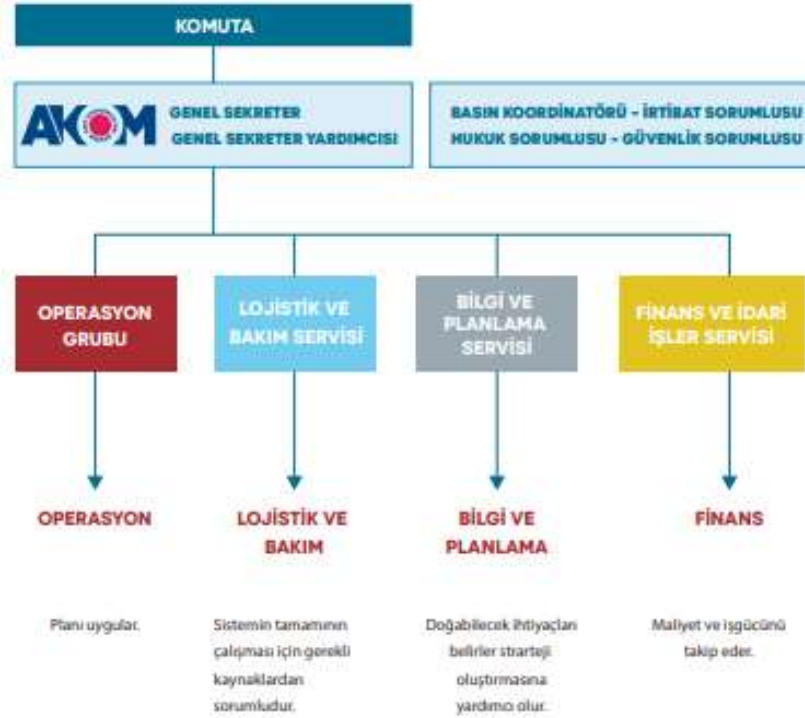 KOMUTA
AKOM
GENEL SEKRETER
GENEL SEKRETER YARDIMCISI
BASIN KOORDİNATÖRÜ - İRTİBAT SORUMLUSU
HUKUK SORUMLUSU - GÜVENLİK SORUMLUSU
OPERASYON
GRUBU
LOJİSTİK VE
BAKIM SERVİSİ
BİLGİ VE
PLANLAMA
SERVİSİ
FİNANS VE İDARİ
İŞLER SERVİSİ
OPERASYON
LOJİSTİK VE
BAKIM
BİLGİ VE
PLANLAMA
FİNANS
Planı uygular.
Sistemin tamamının
çalışması için gerekli
kaynaklardan
sorumludur.
Doğabilecek ihtiyaçları
belirler strarteji
oluştırmasına
yardımcı olur.
Maliyet ve işgücünü
takip eder.